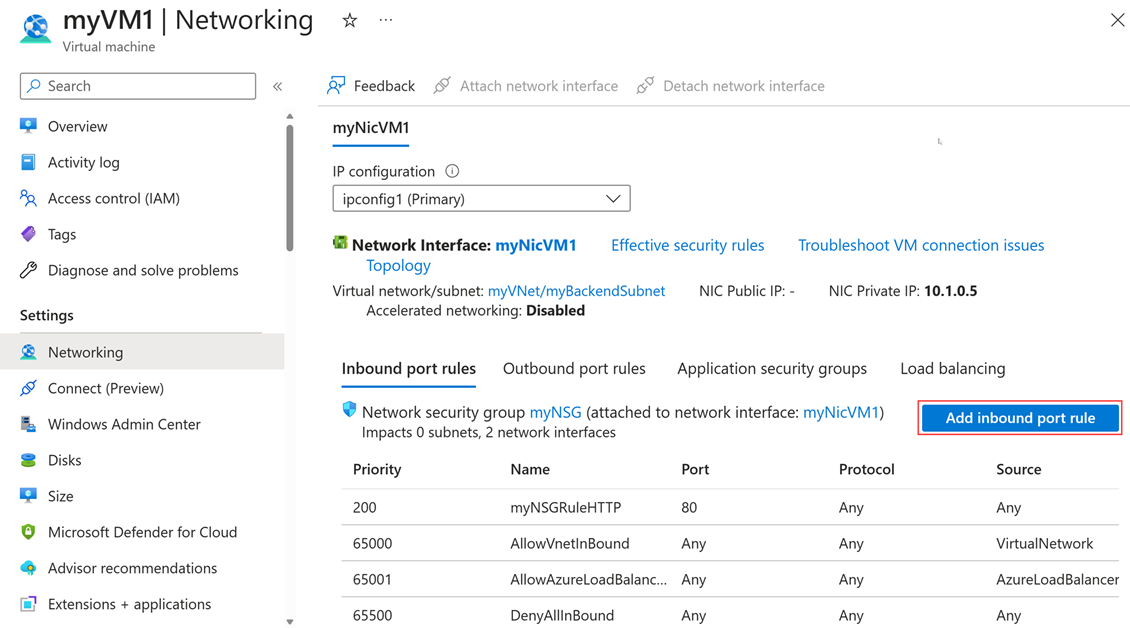 myVM1 | Networking
Virtual machine
Search
Overview
Activity log
Access control (IAM)
Tags
Diagnose and solve problems
Settings
Networking
Connect (Preview)
Windows Admin Center
Disks
Size
Microsoft Defender for Cloud
Advisor recommendations
Extensions + applications
Feedback Attach network interface Detach network interface
myNicVM1
IP configuration
ipconfig1 (Primary)
Network Interface: myNicVM1 Effective security rules Troubleshoot VM connection issues
Topology
Virtual network/subnet: myVNet/myBackendSubnet NIC Public IP: - NIC Private IP: 10.1.0.5
Accelerated networking: Disabled
Inbound port rules Outbound port rules Application security groups Load balancing
Network security group myNSG (attached to network interface: myNicVM1)
Impacts 0 subnets, 2 network interfaces
Add inbound port rule
Priority Name Port Protocol Source
200 myNSGRuleHTTP 80 Any Any
65000 AllowVnetInBound Any Any VirtualNetwork
65001 AllowAzureLoadBalanc... Any Any AzureLoadBalancer
65500 DenyAllInBound Any Any Any